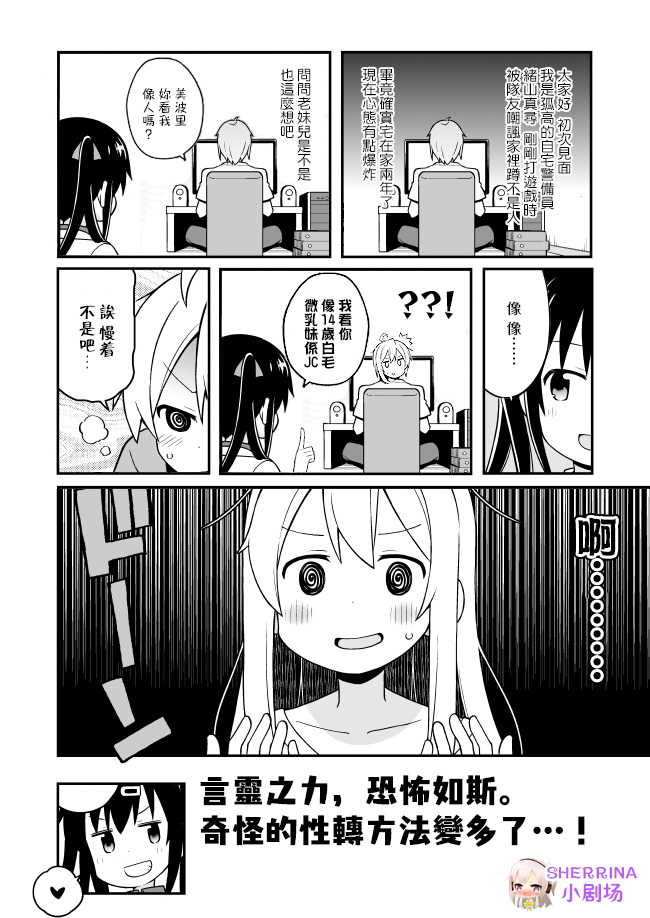 大家好 初次見面
我是孤高的自宅警備員
緒山真尋 剛剛打遊戲時
被隊友嘲諷家裡蹲不是人
畢竟確實宅在家兩年了
現在心態有點爆炸
問問老妹兒是不是
也這麼想吧
美波里
妳看我
像人嗎？
像
像……
??!
我看你
像14歲白毛
微乳妹係JC
誒 慢着
不是吧…
啊。。。。。。。。
ドーーン
言靈之力，恐怖如斯。
奇怪的性轉方法變多了…！
SHERRINA
小剧场